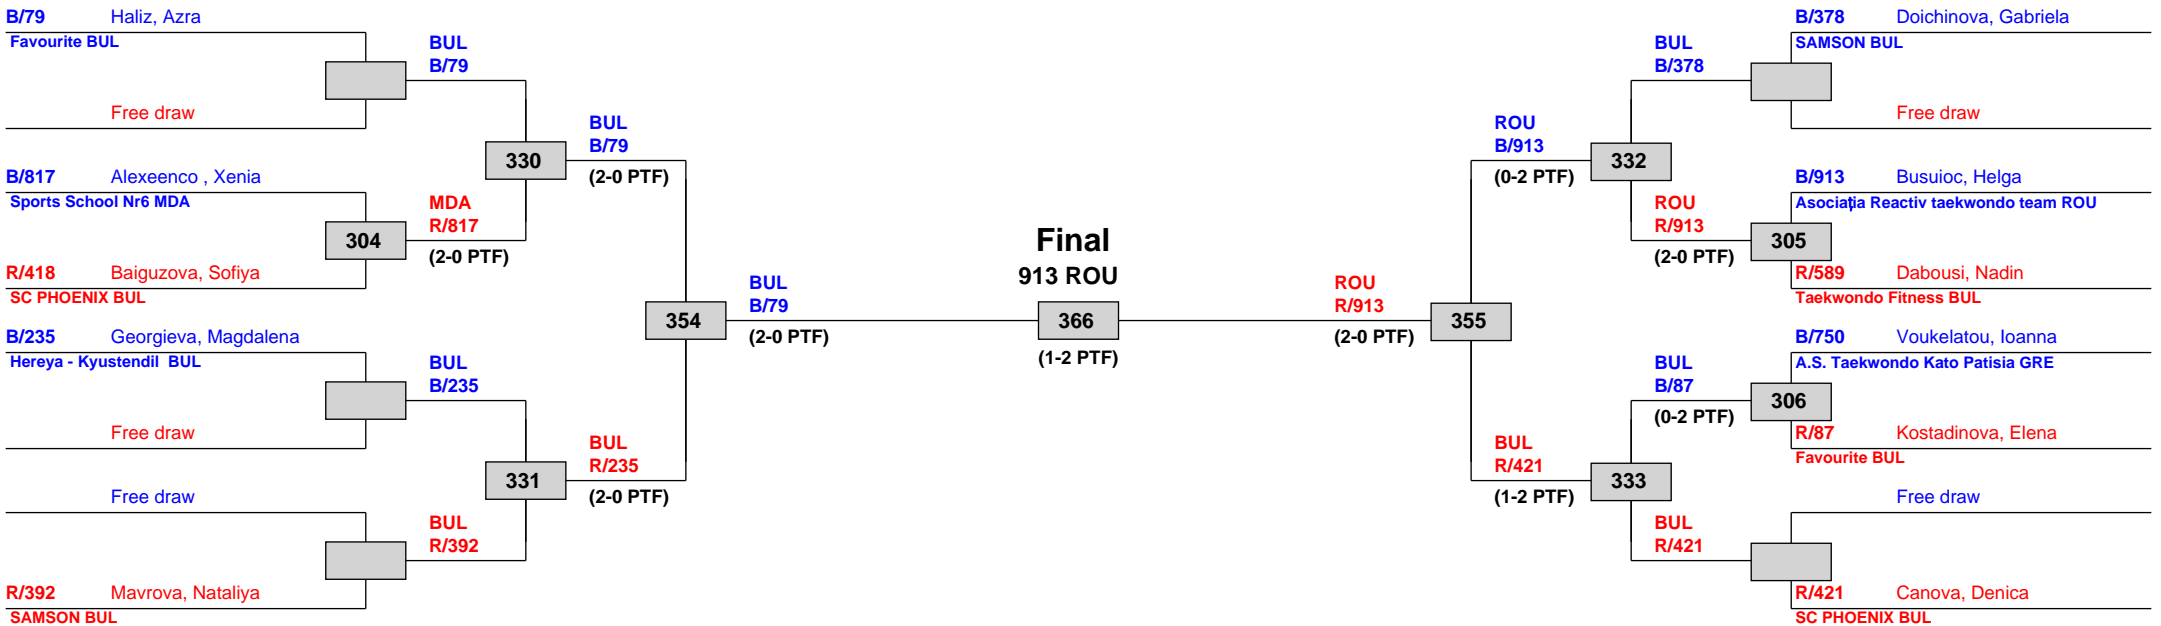 B/79 Haliz, Azra
Favourite BUL
Free draw
B/817 Alexeenco , Xenia
Sports School Nr6 MDA
304
R/418 Baiguzova, Sofiya
SC PHOENIX BUL
B/235 Georgieva, Magdalena
Hereya - Kyustendil  BUL
Free draw
Free draw
R/392 Mavrova, Nataliya
SAMSON BUL
BUL
B/79
330
MDA
R/817
(2-0 PTF)
BUL
B/235
331
BUL
R/392
BUL
B/79
(2-0 PTF)
354
BUL
R/235
(2-0 PTF)
BUL
B/79
(2-0 PTF)
Final
913 ROU
366
(1-2 PTF)
ROU
R/913
(2-0 PTF)
355
ROU
B/913
(0-2 PTF)
BUL
R/421
(1-2 PTF)
BUL
B/378
332
ROU
R/913
(2-0 PTF)
BUL
B/87
(0-2 PTF)
333
BUL
R/421
B/378 Doichinova, Gabriela
SAMSON BUL
Free draw
B/913 Busuioc, Helga
Asociația Reactiv taekwondo team ROU
305
R/589 Dabousi, Nadin
Taekwondo Fitness BUL
B/750 Voukelatou, Ioanna
A.S. Taekwondo Kato Patisia GRE
306
R/87 Kostadinova, Elena
Favourite BUL
Free draw
R/421 Canova, Denica
SC PHOENIX BUL